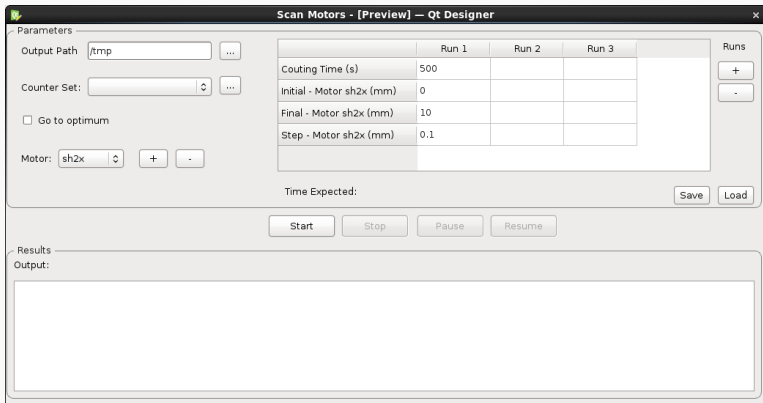 Scan Motors - [Preview] — Qt Designer
Parameters
Output Path /tmp ...
Counter Set: ...
Go to optimum
Motor: sh2x + -
Run 1 Run 2 Run 3
Couting Time (s) 500
Initial - Motor sh2x (mm) 0
Final - Motor sh2x (mm) 10
Step - Motor sh2x (mm) 0.1
Runs
+
-
Time Expected:
Save Load
Start Stop Pause Resume
Results
Output: